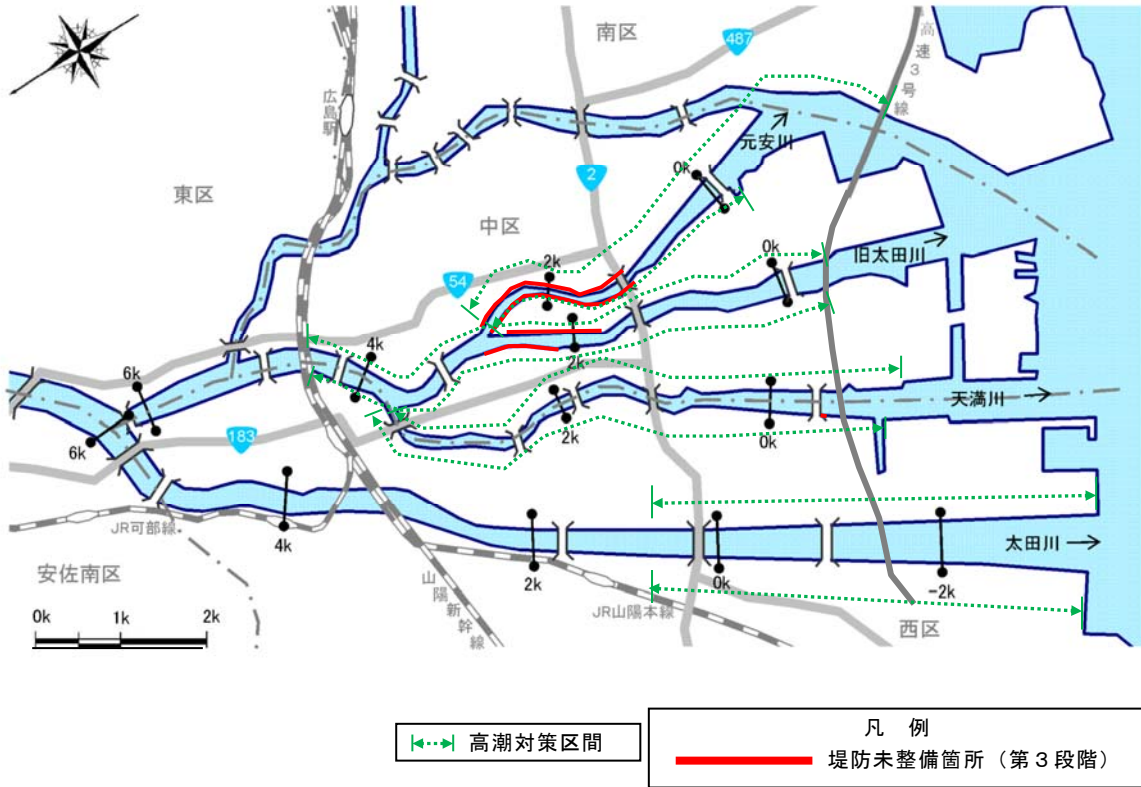 南区
487
高速3号線
広島駅
元安川
0k
2
東区
中区
2k
54
0k
旧太田川
4k
2k
6k
天満川
2k
0k
183
6k
4k
JR可部線
太田川
2k
0k
-2k
安佐南区
山陽新幹線
JR山陽本線
西区
0k 1k 2k
高潮対策区間
凡 例
堤防未整備箇所（第３段階）